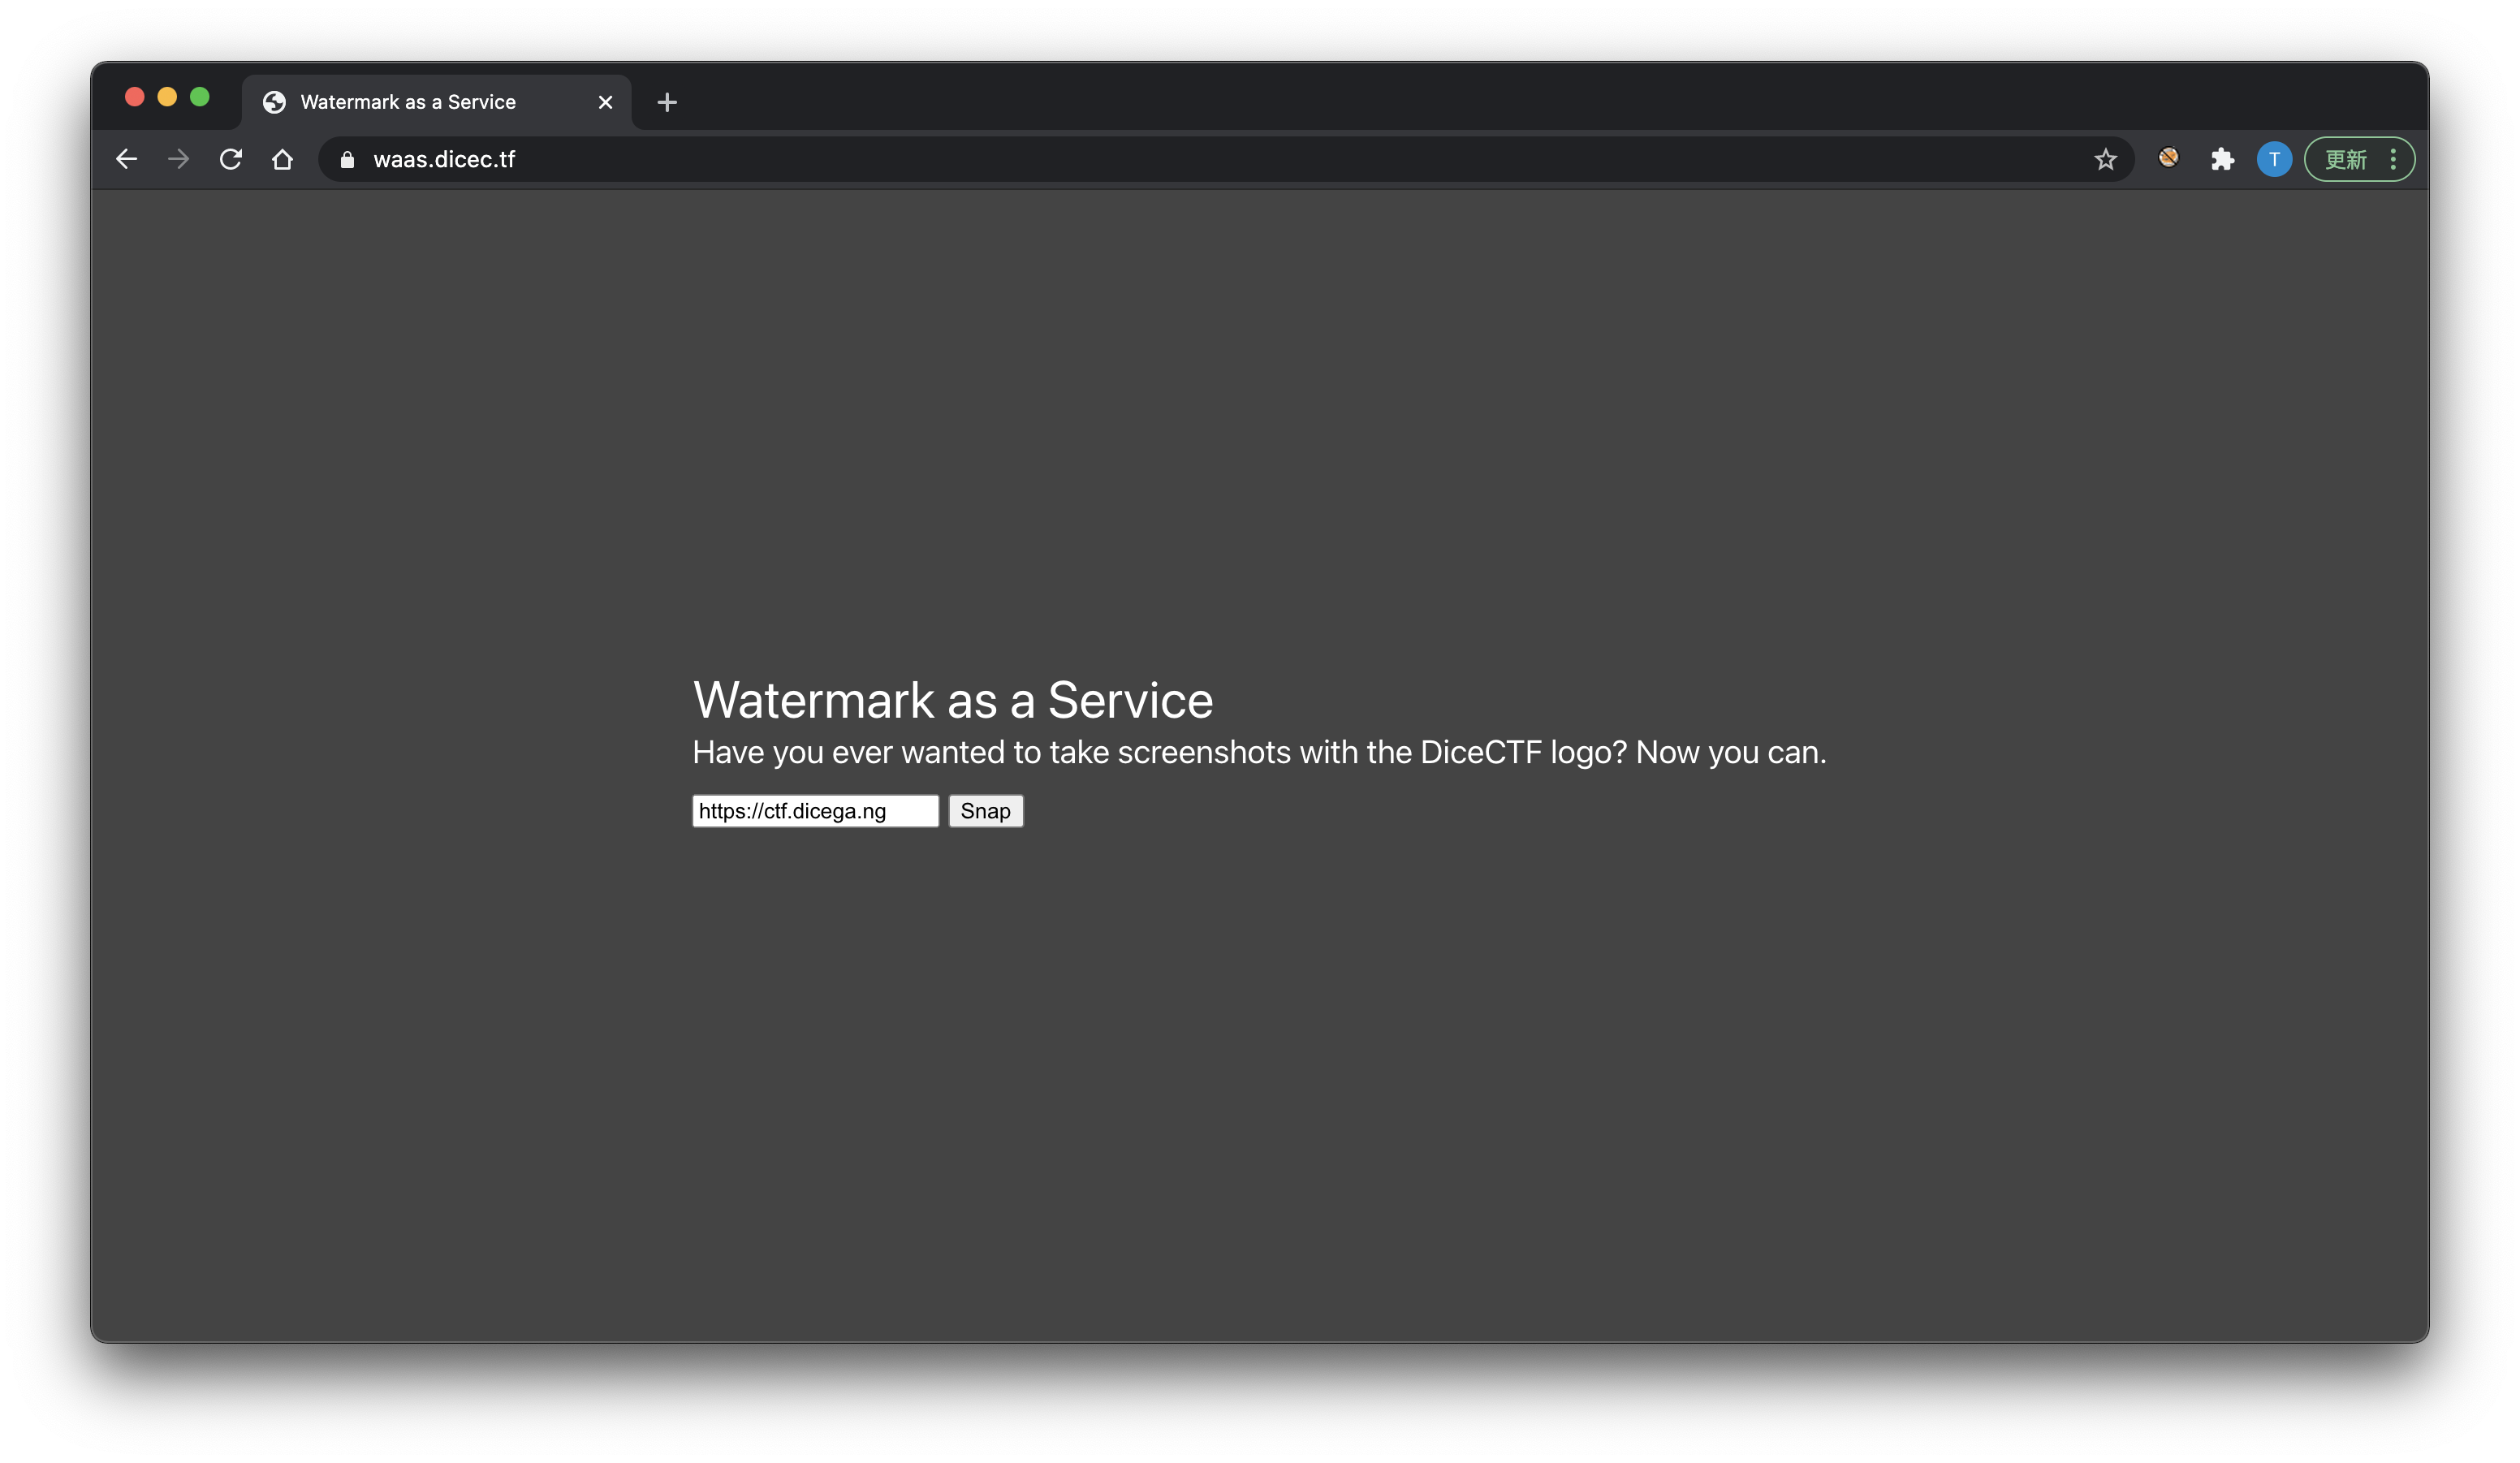 Watermark as a Service
waas.dicec.tf
T
更新
Watermark as a Service
Have you ever wanted to take screenshots with the DiceCTF logo? Now you can.
https://ctf.dicega.ng
Snap